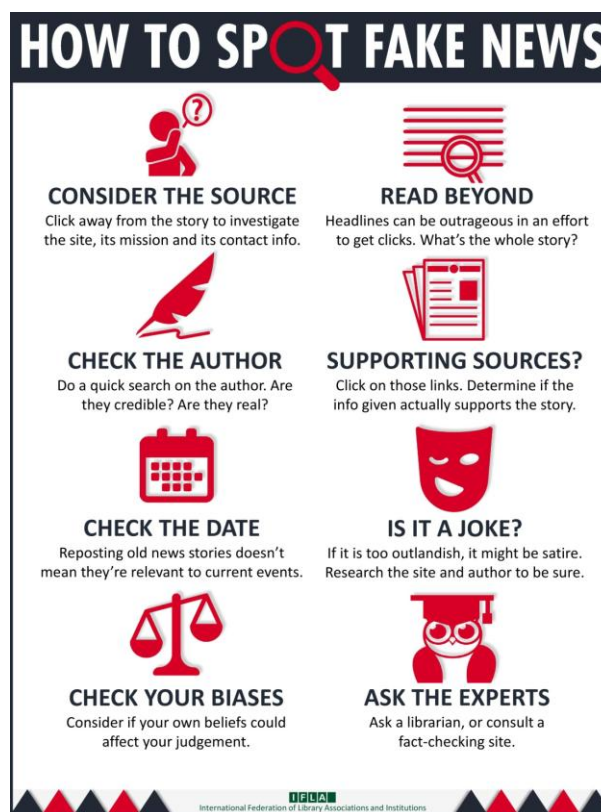 HOW TO SPOT FAKE NEWS
?
CONSIDER THE SOURCE
Click away from the story to investigate
the site, its mission and its contact info.
READ BEYOND
Headlines can be outrageous in an effort
to get clicks. What's the whole story?
CHECK THE AUTHOR
Do a quick search on the author. Are
they credible? Are they real?
SUPPORTING SOURCES?
Click on those links. Determine if the
info given actually supports the story.
CHECK THE DATE
Reposting old news stories doesn't
mean they're relevant to current events.
IS IT A JOKE?
If it is too outlandish, it might be satire.
Research the site and author to be sure.
CHECK YOUR BIASES
Consider if your own beliefs could
affect your judgement.
ASK THE EXPERTS
Ask a librarian, or consult a
fact-checking site.
IFLA
International Federation of Library Associations and Institutions